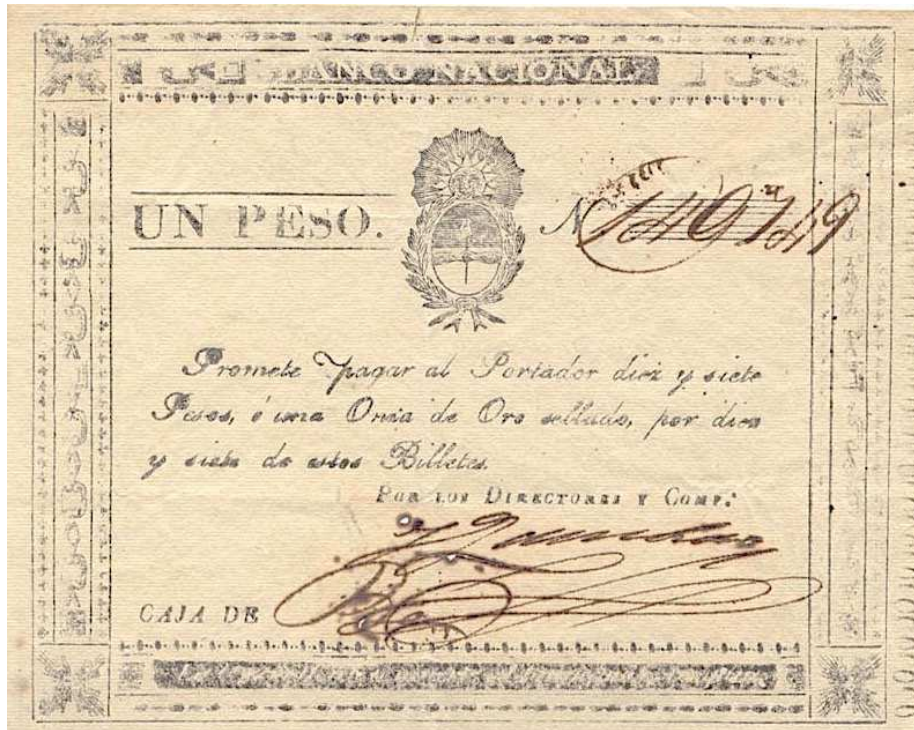 BANCO NACIONAL
UN PESO.
N 149149
Promete pagar al Portador diez y siete
Pesos, ó una Onza de Oro sellado, por diez
y siete de estos Billetes.
POR LOS DIRECTORES Y COMP.ª
CAJA DE